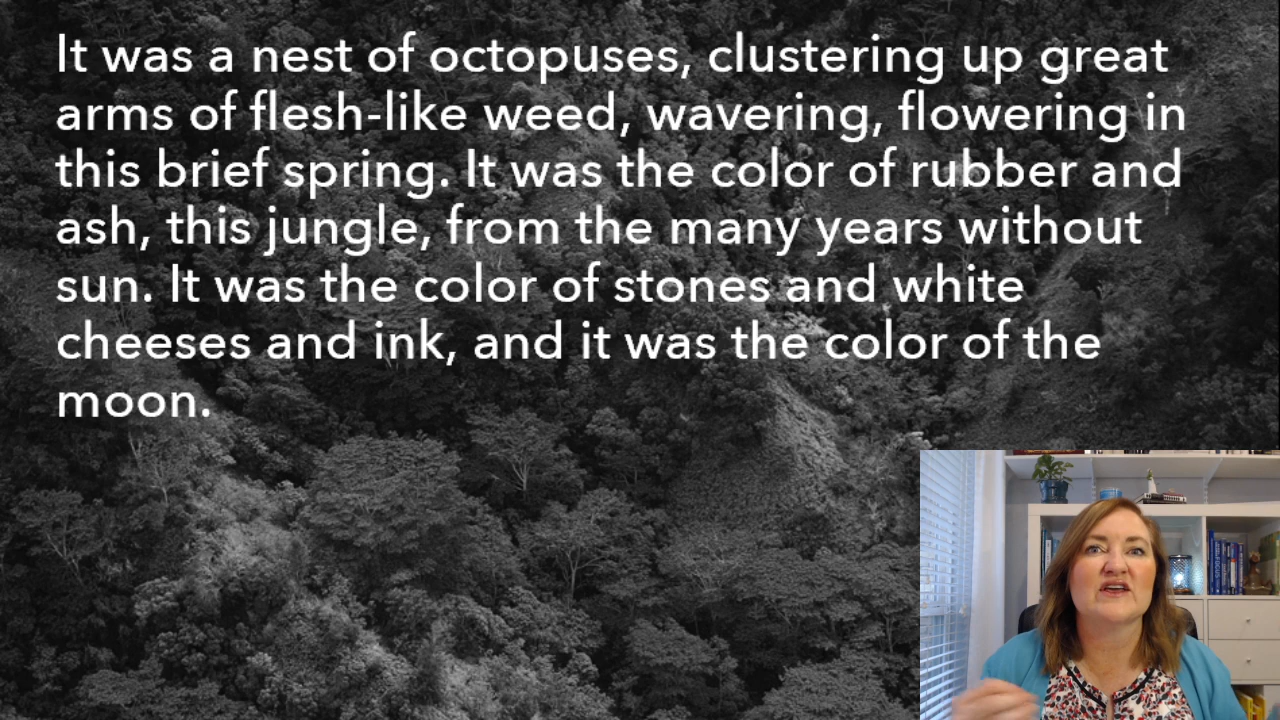 It was a nest of octopuses, clustering up great
arms of flesh-like weed, wavering, flowering in
this brief spring. It was the color of rubber and
ash, this jungle, from the many years without
sun. It was the color of stones and white
cheeses and ink, and it was the color of the
moon.